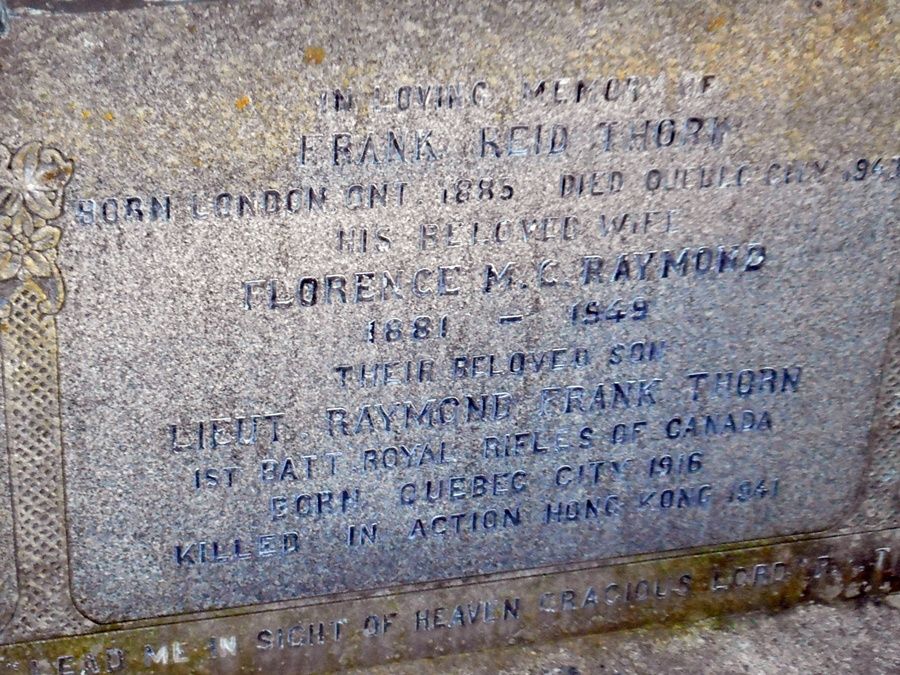 IN LOVING MEMORY OF
FRANK REID THORN
BORN LONDON ONT. 1885 DIED QUEBEC CITY
HIS BELOVED WIFE
FLORENCE M. C. RAYMOND
1881 – 1949
THEIR BELOVED SON
LIEUT. RAYMOND FRANK THORN
1ST BATT. ROYAL RIFLES OF CANADA
BORN QUEBEC CITY 1916
KILLED IN ACTION HONG KONG 1941
LEAD ME IN SIGHT OF HEAVEN GRACIOUS LORD